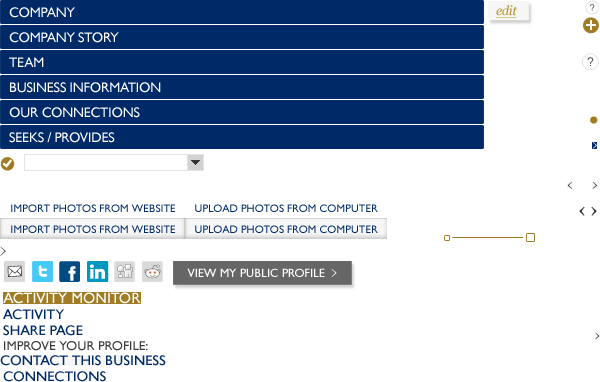 COMPANY
edit
?
COMPANY STORY
TEAM
?
BUSINESS INFORMATION
OUR CONNECTIONS
SEEKS / PROVIDES
IMPORT PHOTOS FROM WEBSITE UPLOAD PHOTOS FROM COMPUTER
IMPORT PHOTOS FROM WEBSITE UPLOAD PHOTOS FROM COMPUTER
VIEW MY PUBLIC PROFILE >
ACTIVITY MONITOR
ACTIVITY
SHARE PAGE
IMPROVE YOUR PROFILE:
CONTACT THIS BUSINESS
CONNECTIONS